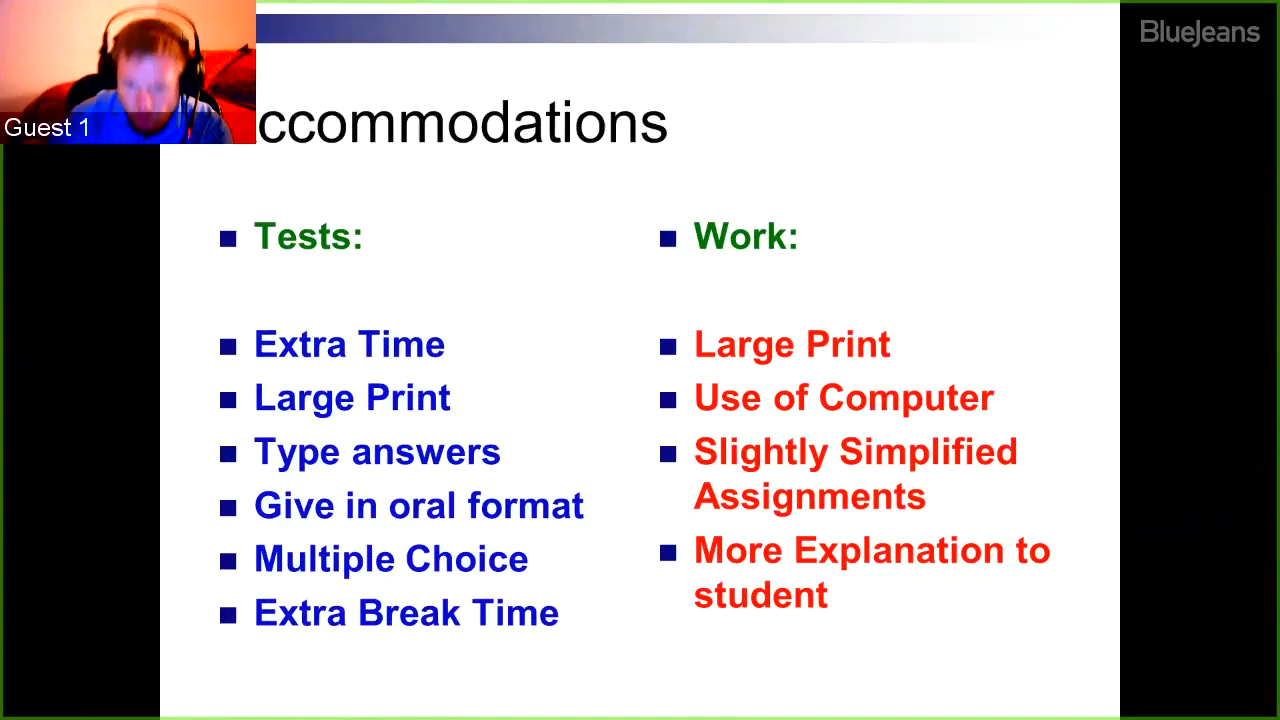 BlueJeans
Guest 1
ccommodations
Tests:
Extra Time
Large Print
Type answers
Give in oral format
Multiple Choice
Extra Break Time
Work:
Large Print
Use of Computer
Slightly Simplified
Assignments
More Explanation to
student